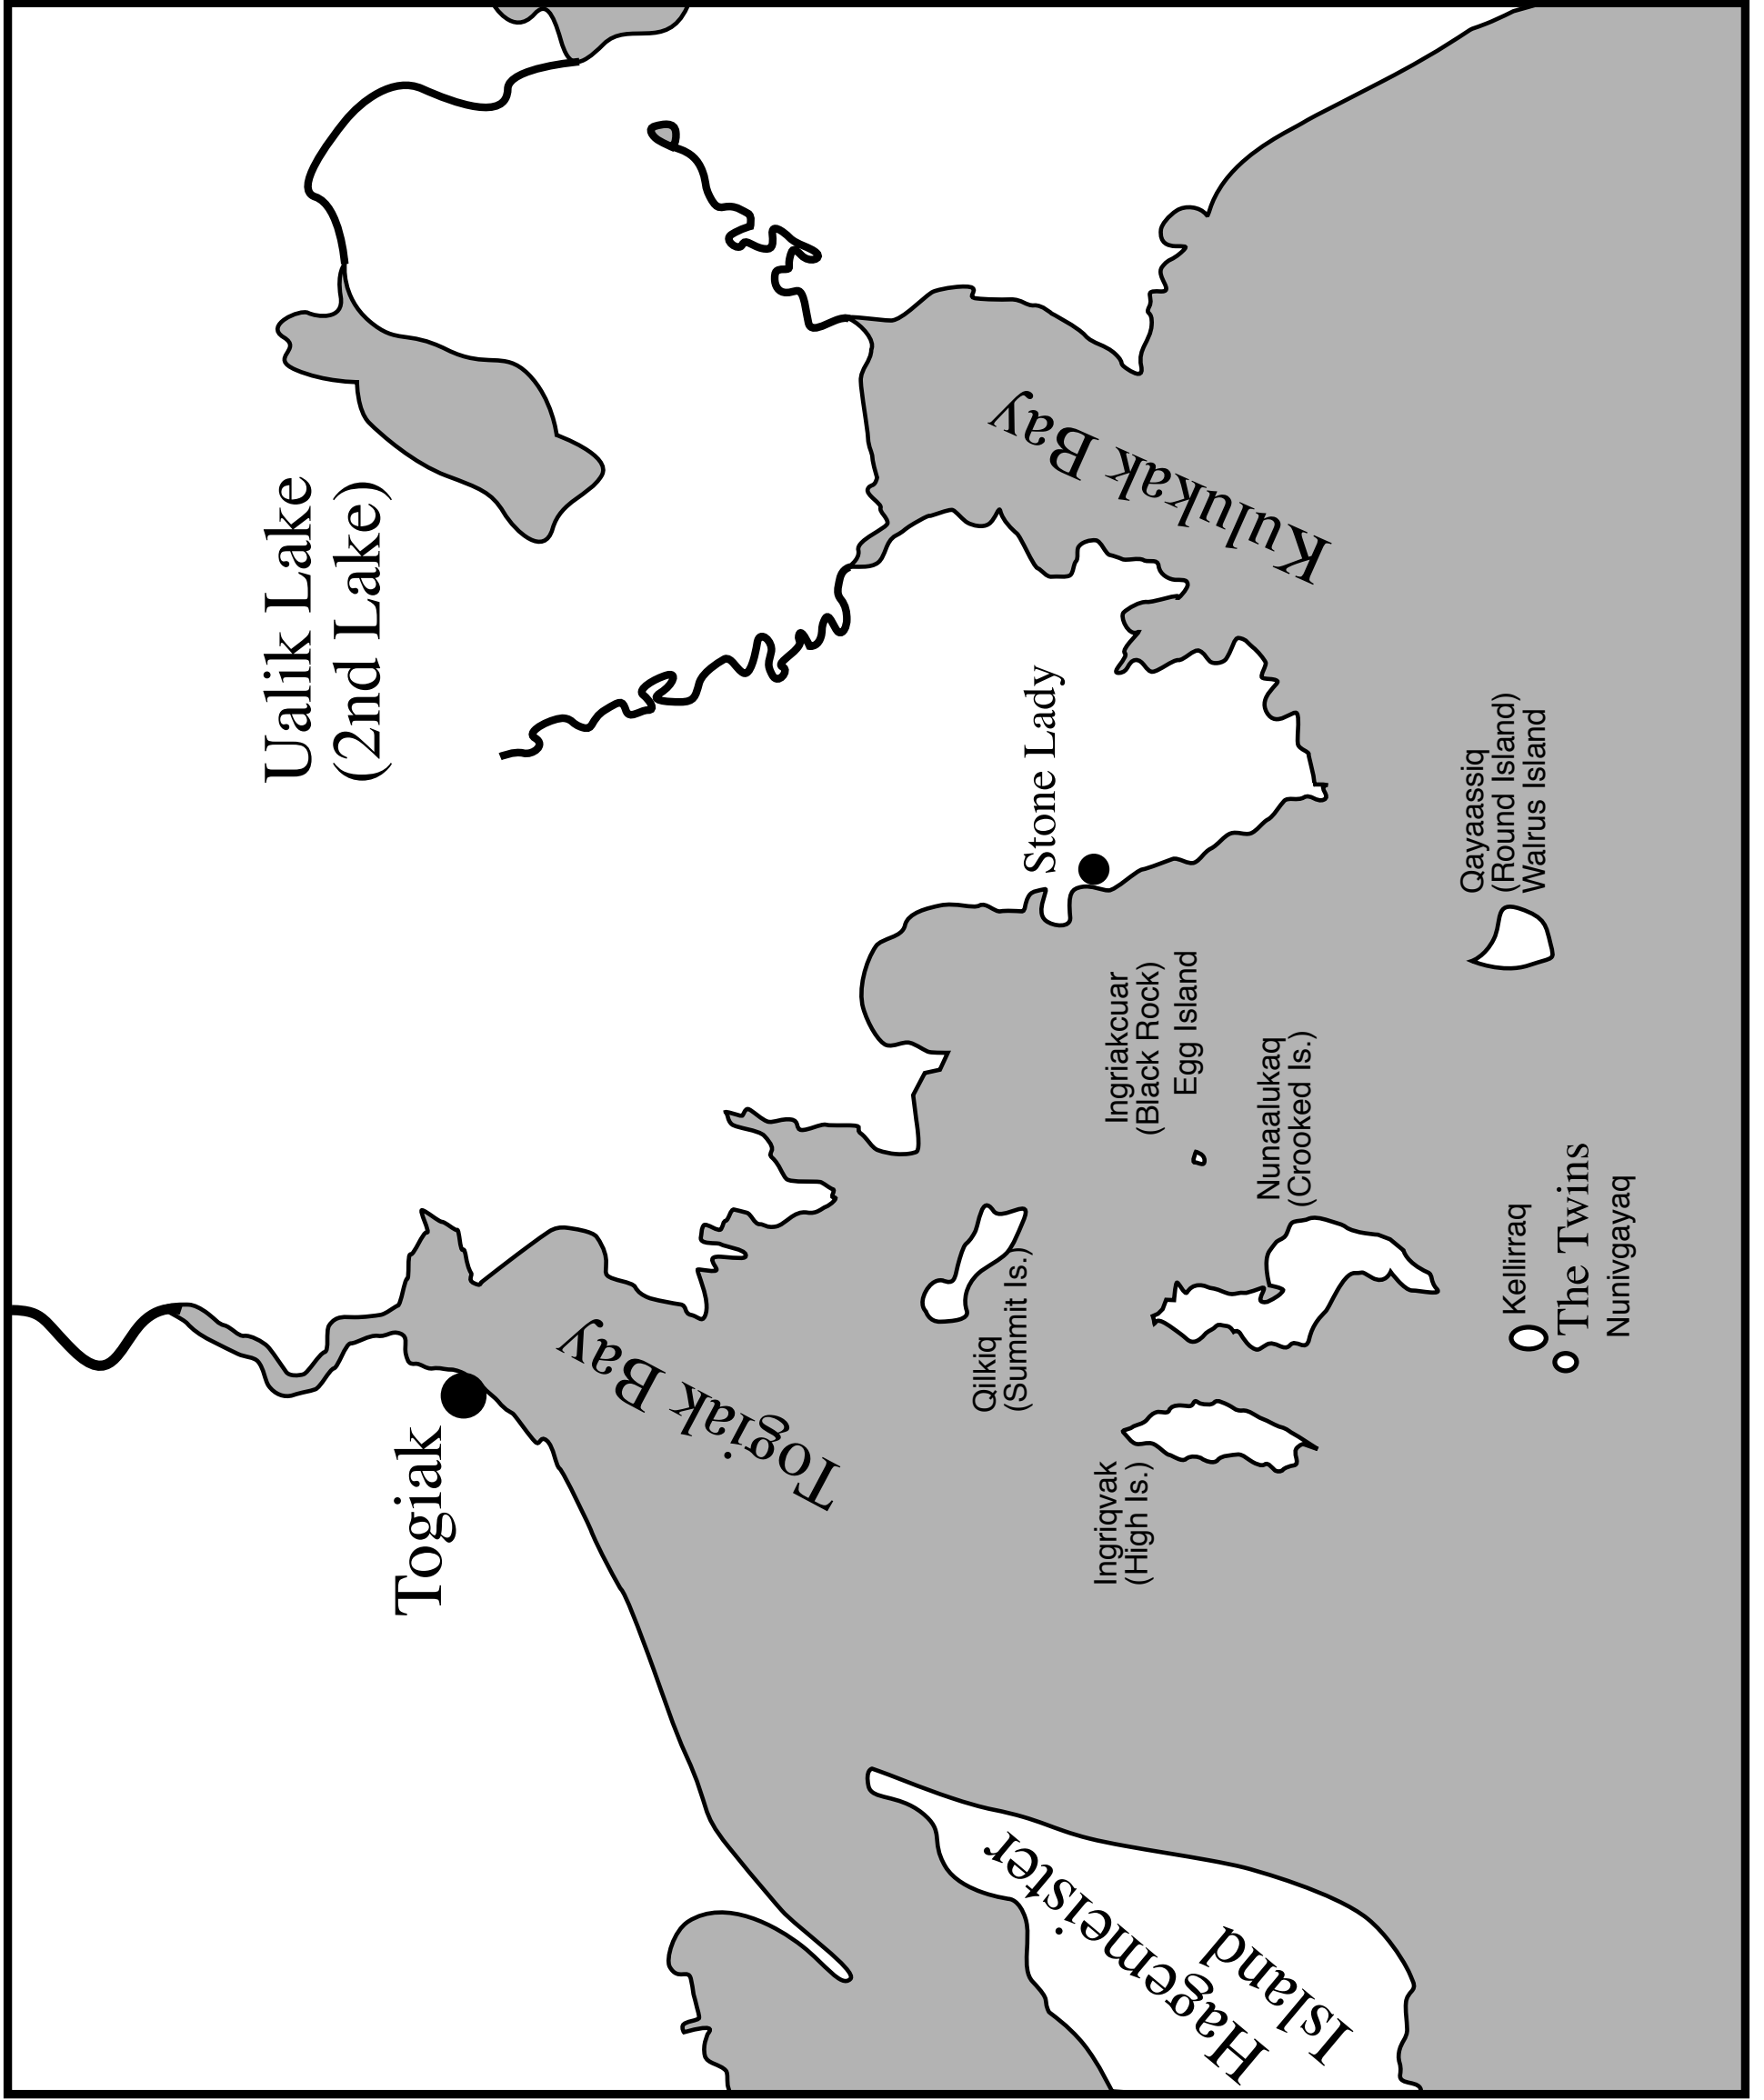 Ualik Lake
(2nd Lake)
Togiak
Togiak Bay
Kulukak Bay
Stone Lady
Qilkiq
(Summit Is.)
Ingriakcuar
(Black Rock)
Egg Island
Ingriqvak
(High Is.)
Nunaalukaq
(Crooked Is.)
Qayaassiq
(Round Island)
Walrus Island
Kellirraq
The Twins
Nunivgayaq
Hagemeister
Island